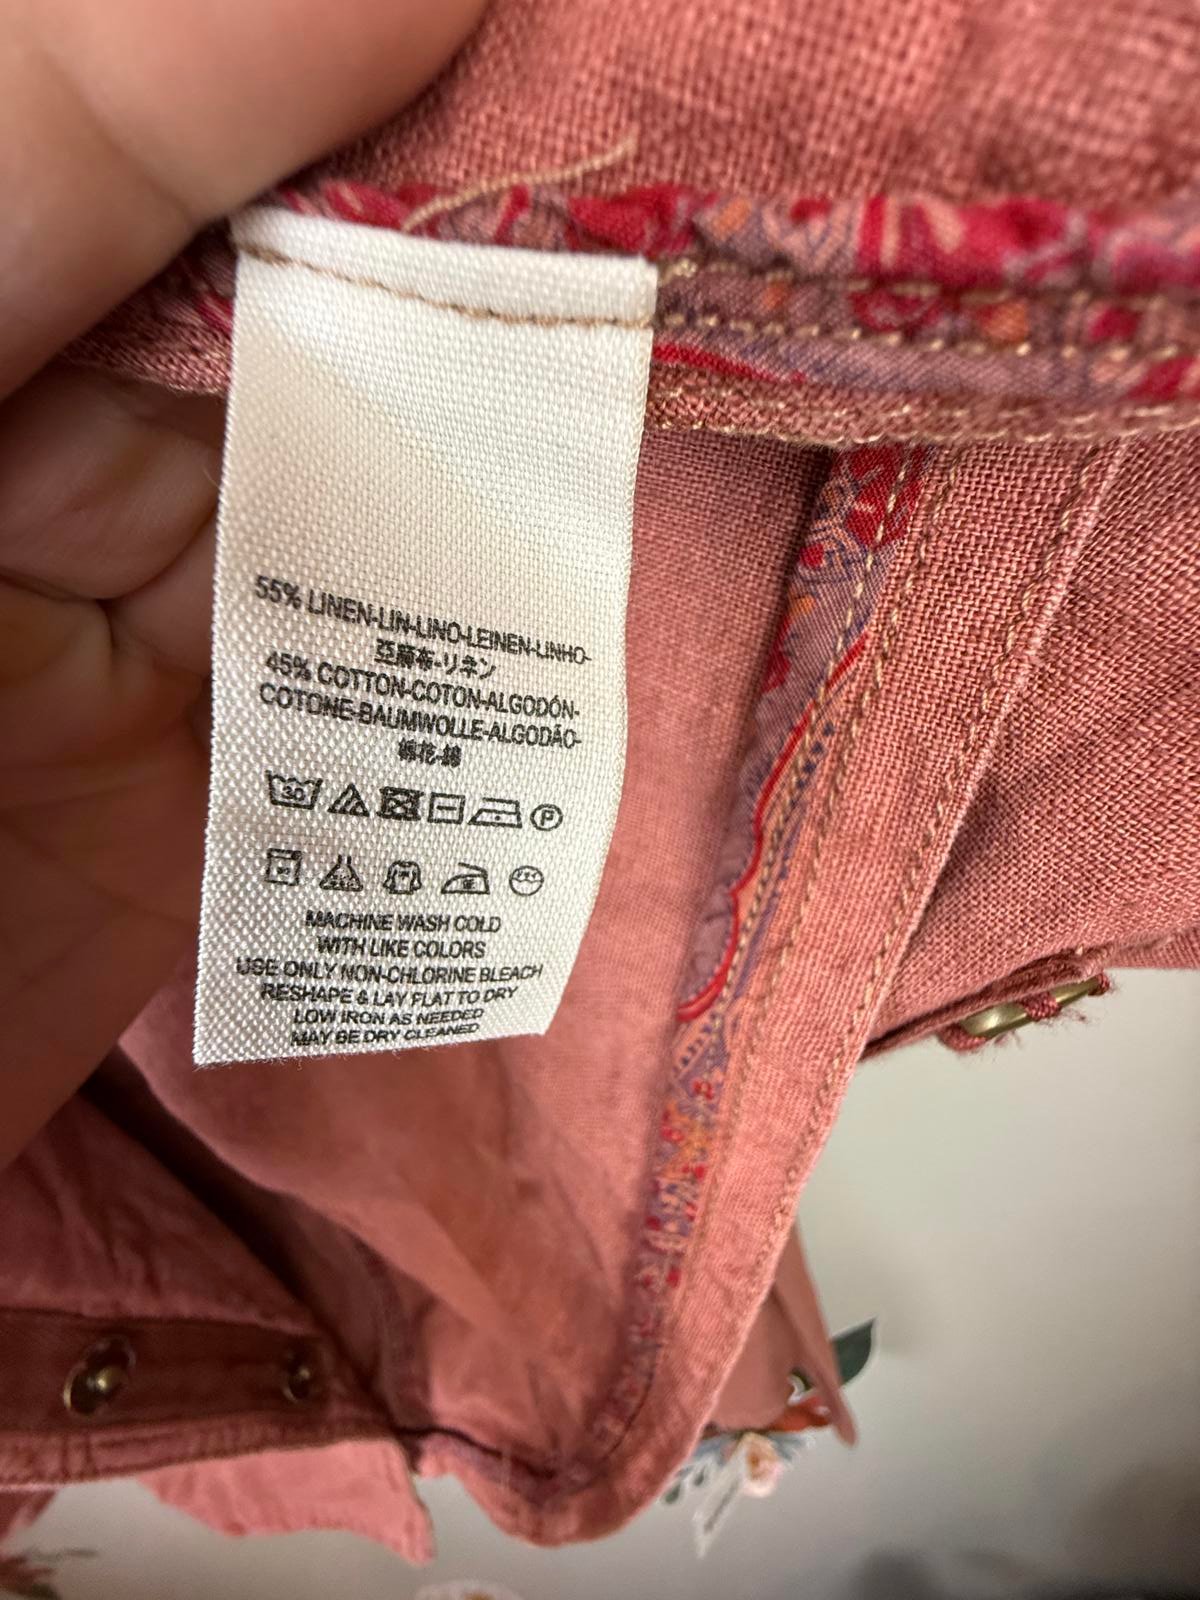 55% LINEN-LIN-LINO-LEINEN-LINHO-
亞麻布-リネン
45% COTTON-COTON-ALGODÓN-
COTONE-BAUMWOLLE-ALGODÃO-
棉花-綿
30
P
MACHINE WASH COLD
WITH LIKE COLORS
USE ONLY NON-CHLORINE BLEACH
RESHAPE & LAY FLAT TO DRY
LOW IRON AS NEEDED
MAY BE DRY CLEANED